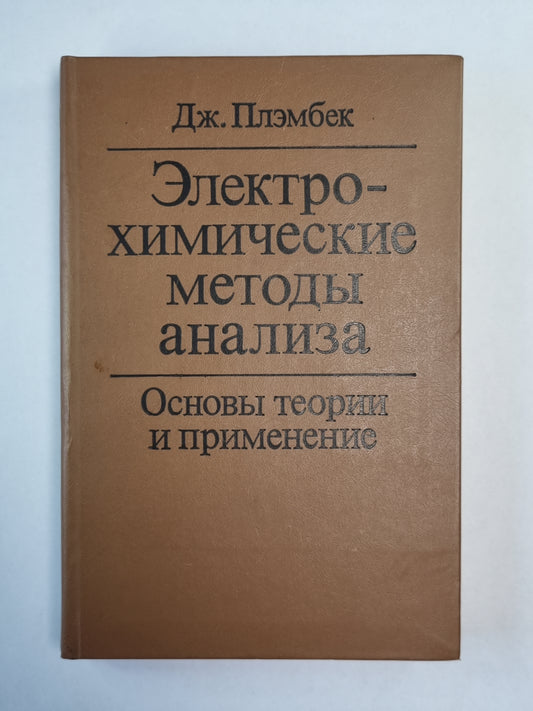 Дж. Плэмбек
Электро-
химические
методы
анализа
Основы теории
и применение